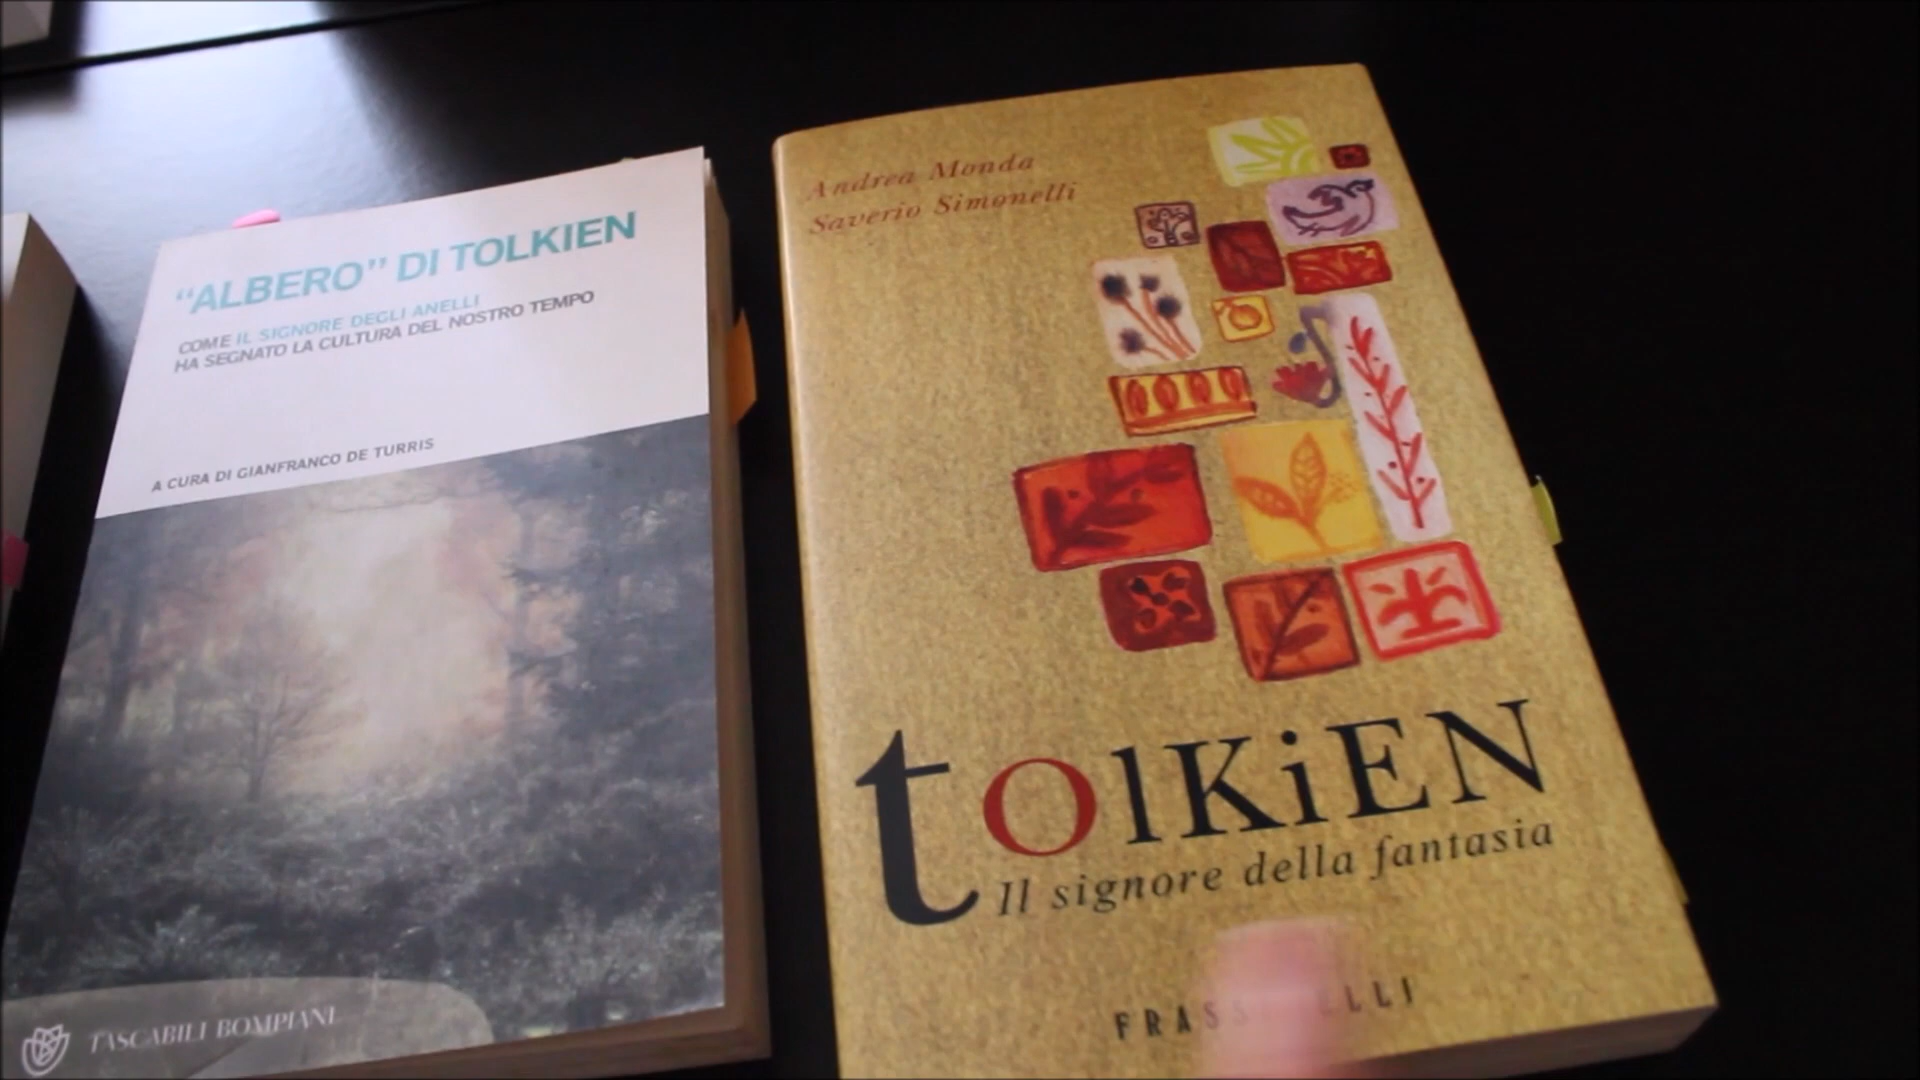 "ALBERO" DI TOLKIEN
COME IL SIGNORE DEGLI ANELLI
HA SEGNATO LA CULTURA DEL NOSTRO TEMPO
A CURA DI GIANFRANCO DE TURRIS
TASCABILI BOMPIANI
Andrea Monda
Saverio Simonelli
tolKiEN
Il signore della fantasia